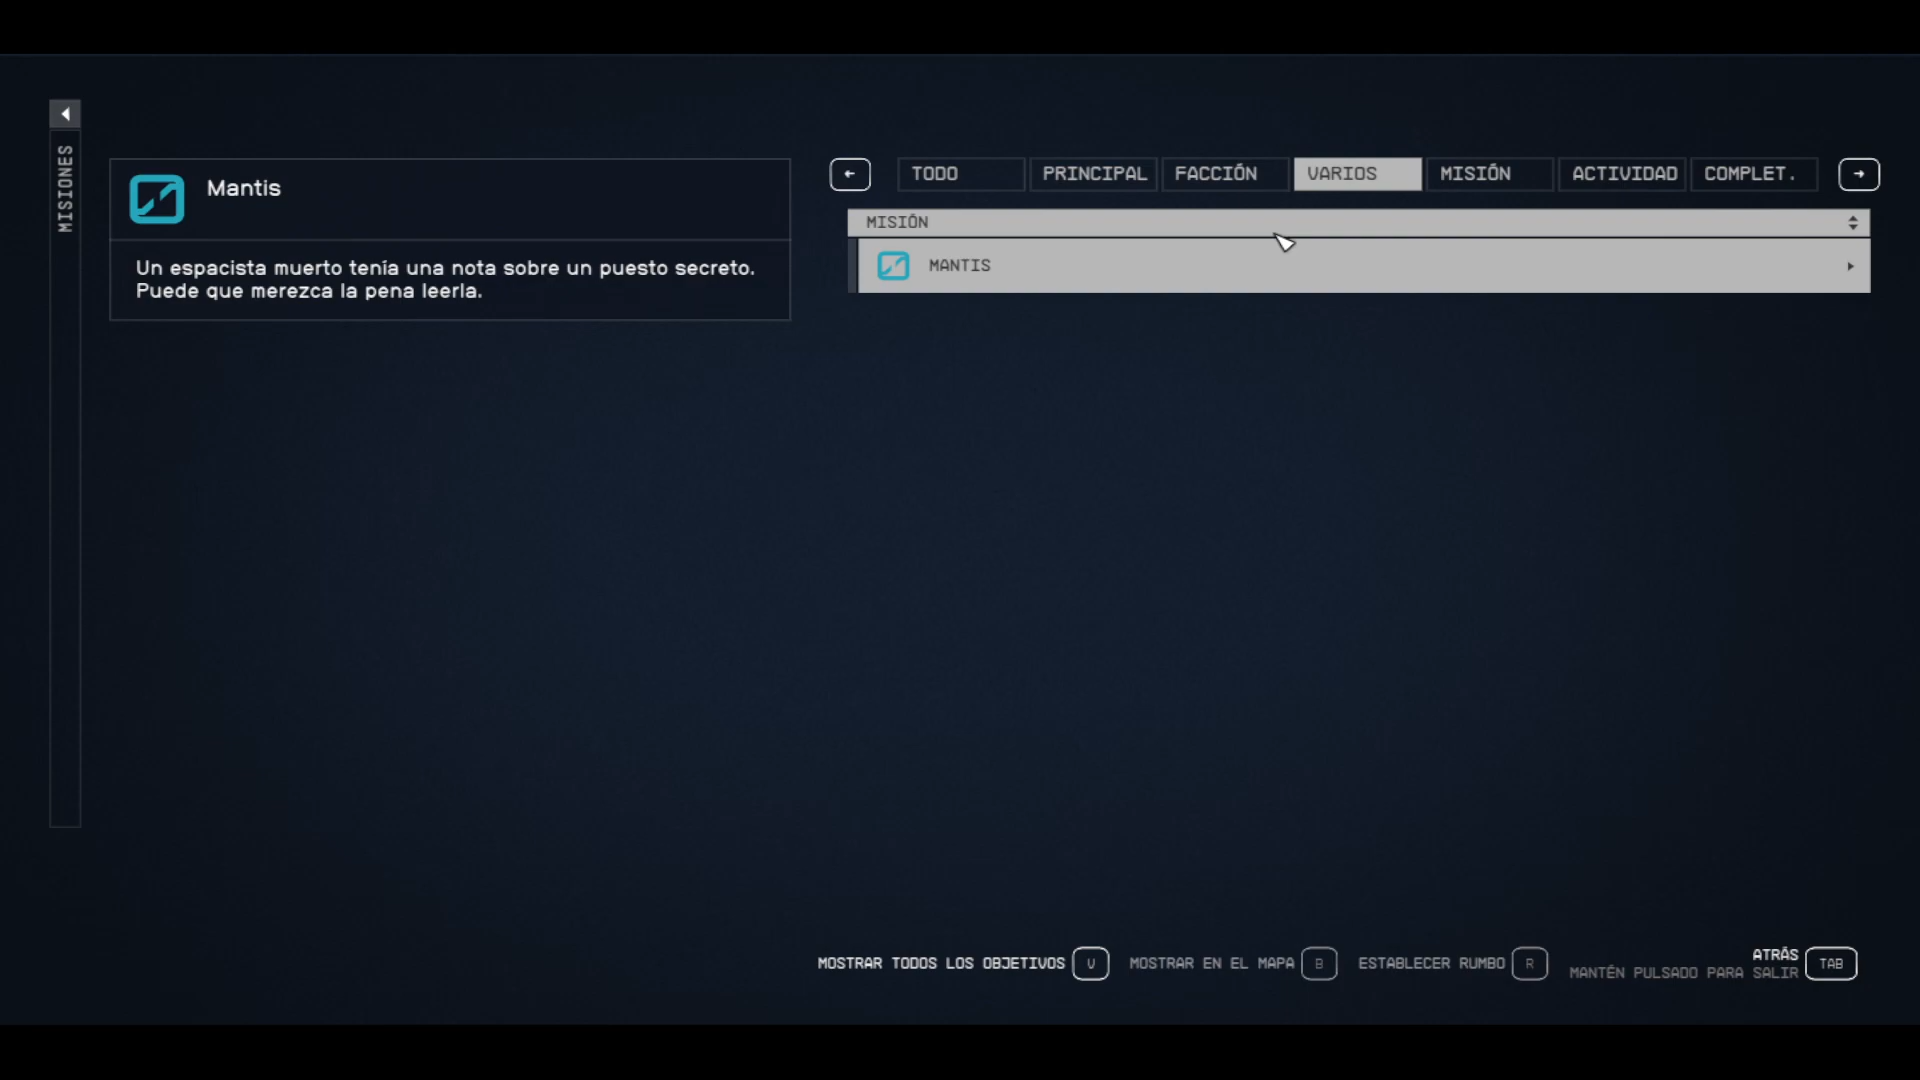 MISIONES
Mantis
Un espacista muerto tenía una nota sobre un puesto secreto.
Puede que merezca la pena leerla.
TODO
PRINCIPAL
FACCIÓN
VARIOS
MISIÓN
ACTIVIDAD
COMPLET.
MISIÓN
MANTIS
MOSTRAR TODOS LOS OBJETIVOS V
MOSTRAR EN EL MAPA B
ESTABLECER RUMBO R
ATRÁS
MANTÉN PULSADO PARA SALIR
TAB